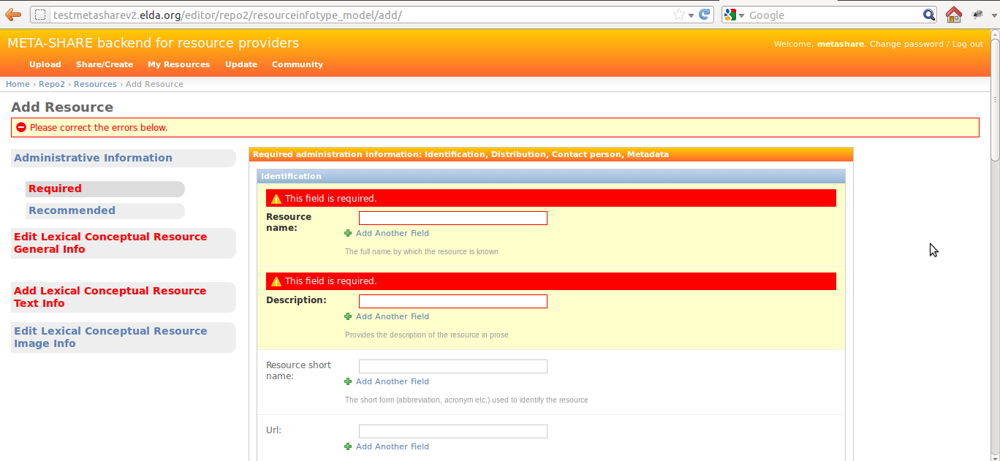 testmetasharev2.elda.org/editor/repo2/resourceinfotype_model/add/
Google
META-SHARE backend for resource providers
Welcome, metashare. Change password / Log out
Upload Share/Create My Resources Update Community
Home › Repo2 › Resources › Add Resource
Add Resource
Please correct the errors below.
Administrative Information
Required
Recommended
Edit Lexical Conceptual Resource
General Info
Add Lexical Conceptual Resource
Text Info
Edit Lexical Conceptual Resource
Image Info
Required administration information: Identification, Distribution, Contact person, Metadata
Identification
This field is required.
Resource
name:
Add Another Field
The full name by which the resource is known
This field is required.
Description:
Add Another Field
Provides the description of the resource in prose
Resource short
name:
Add Another Field
The short form (abbreviation, acronym etc.) used to identify the resource
Url:
Add Another Field